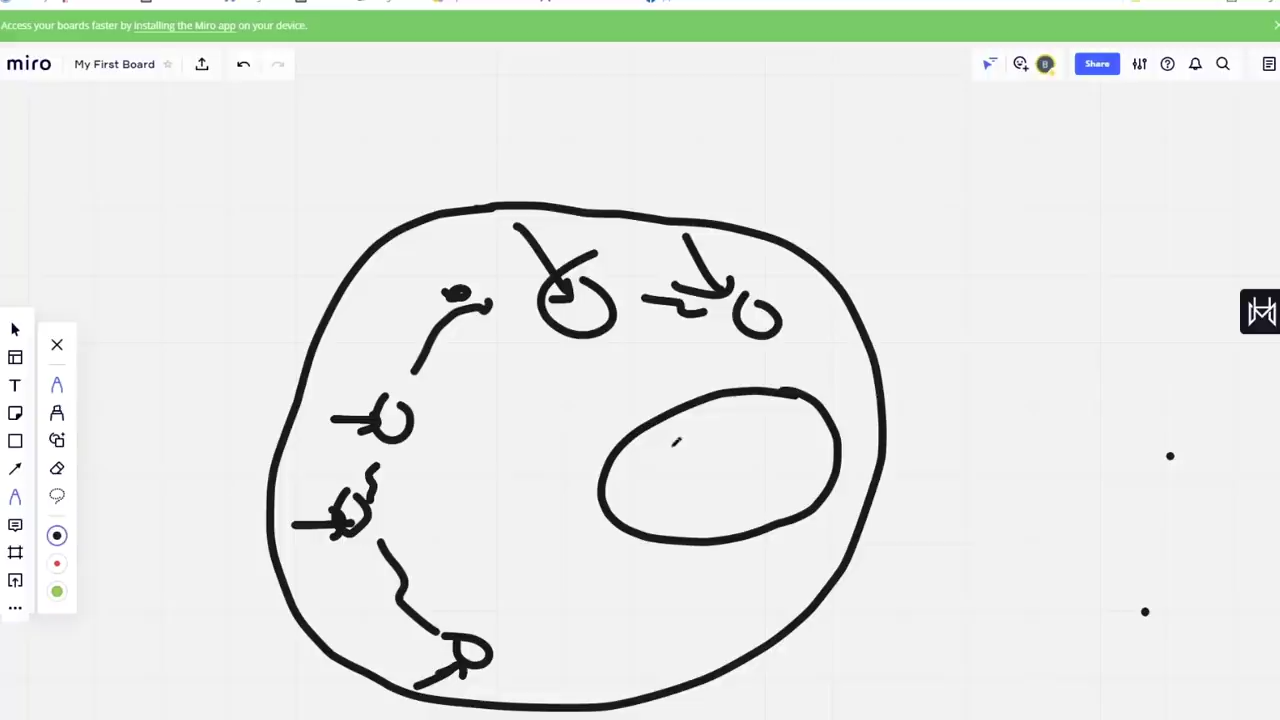 Access your boards faster by installing the Miro app on your device.
miro
My First Board
Share